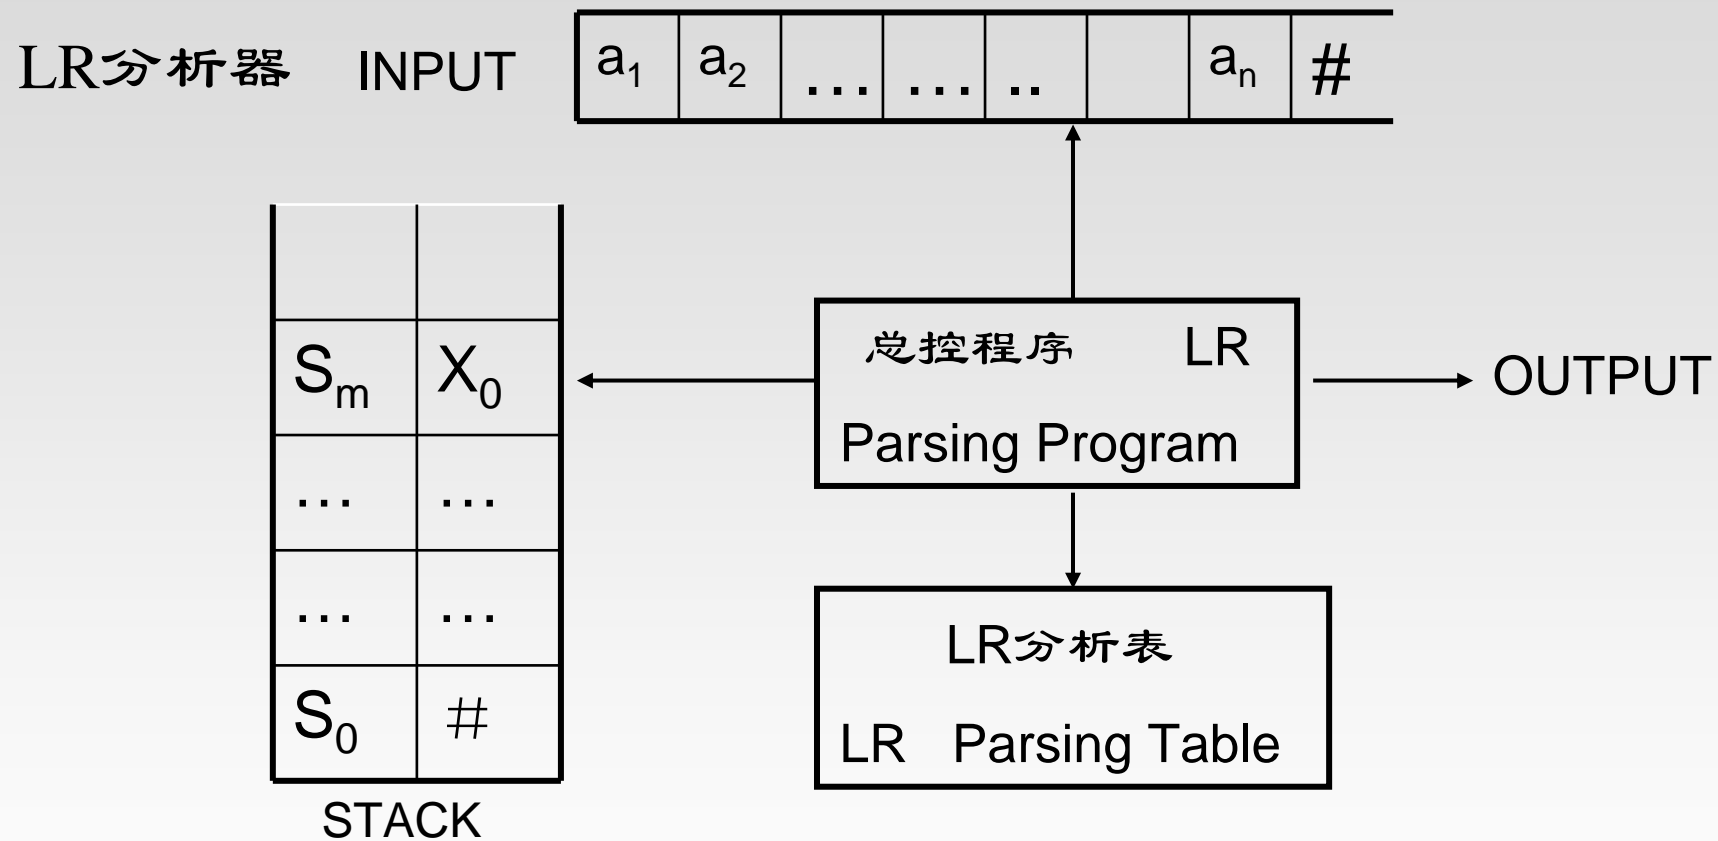 LR分析器 INPUT a₁ a₂ … … .. aₙ #
Sₘ X₀
… …
… …
S₀ #
STACK
总控程序 LR
Parsing Program
OUTPUT
LR分析表
LR Parsing Table